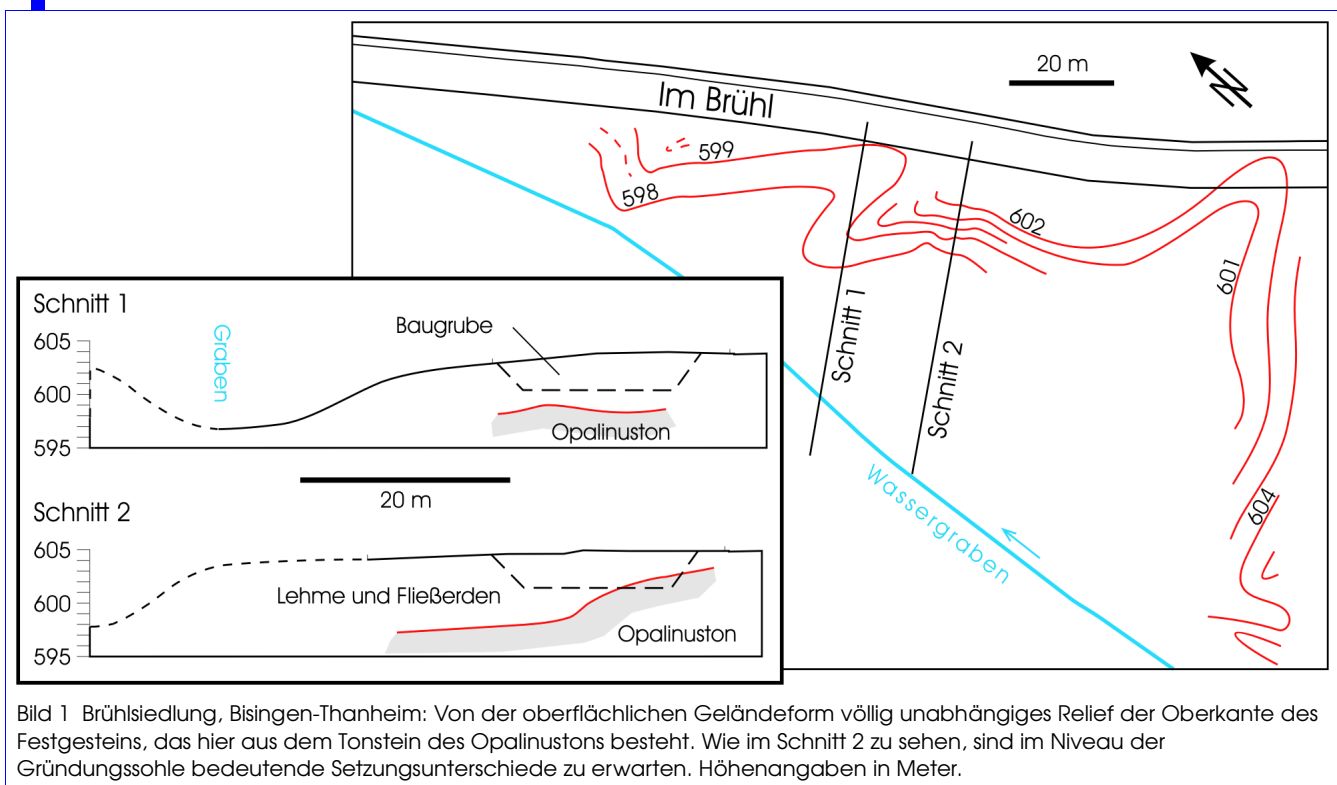 20 m
Im Brühl
599
598
602
601
604
Schnitt 1
Schnitt 2
Wassergraben
Schnitt 1
605
600
595
Graben
Baugrube
Opalinuston
20 m
Schnitt 2
605
600
595
Lehme und Fließerden
Opalinuston
Bild 1 Brühlsiedlung, Bisingen-Thanheim: Von der oberflächlichen Geländeform völlig unabhängiges Relief der Oberkante des
Festgesteins, das hier aus dem Tonstein des Opalinustons besteht. Wie im Schnitt 2 zu sehen, sind im Niveau der
Gründungssohle bedeutende Setzungsunterschiede zu erwarten. Höhenangaben in Meter.